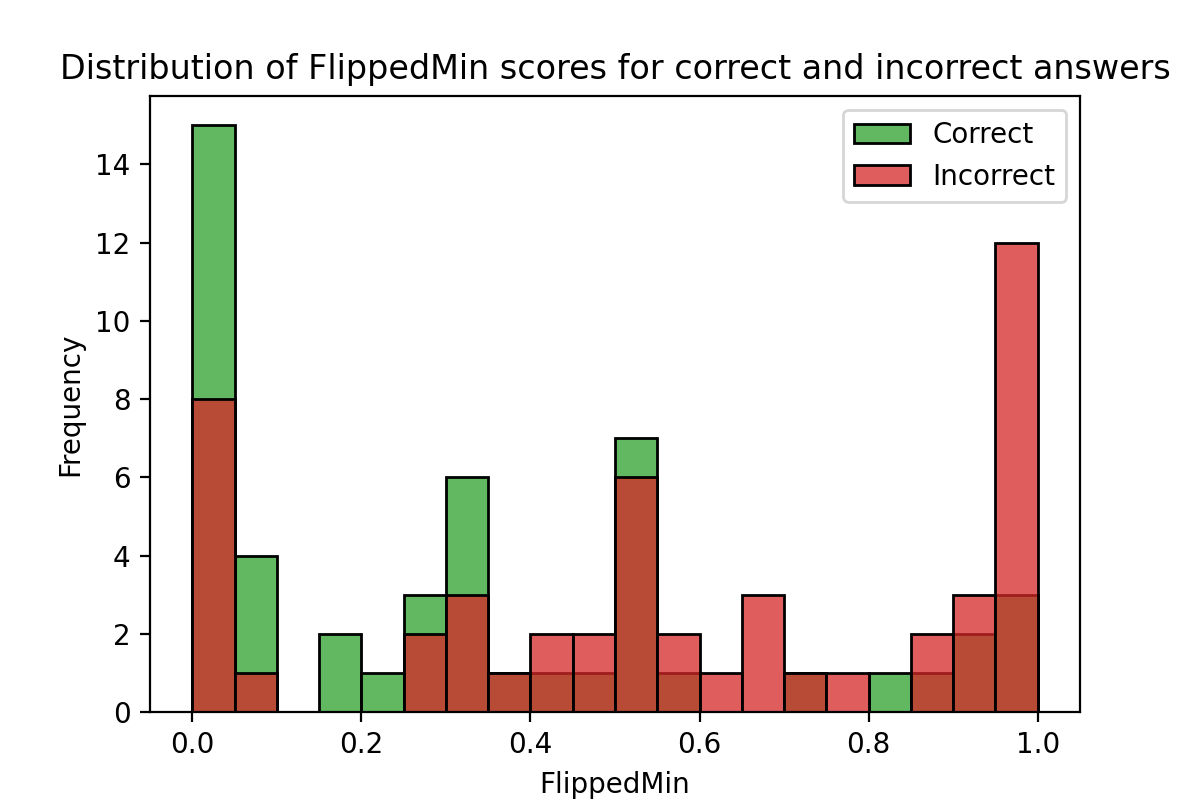 Distribution of FlippedMin scores for correct and incorrect answers
Correct
Incorrect
14
12
10
8
6
4
2
0
Frequency
0.0 0.2 0.4 0.6 0.8 1.0
FlippedMin